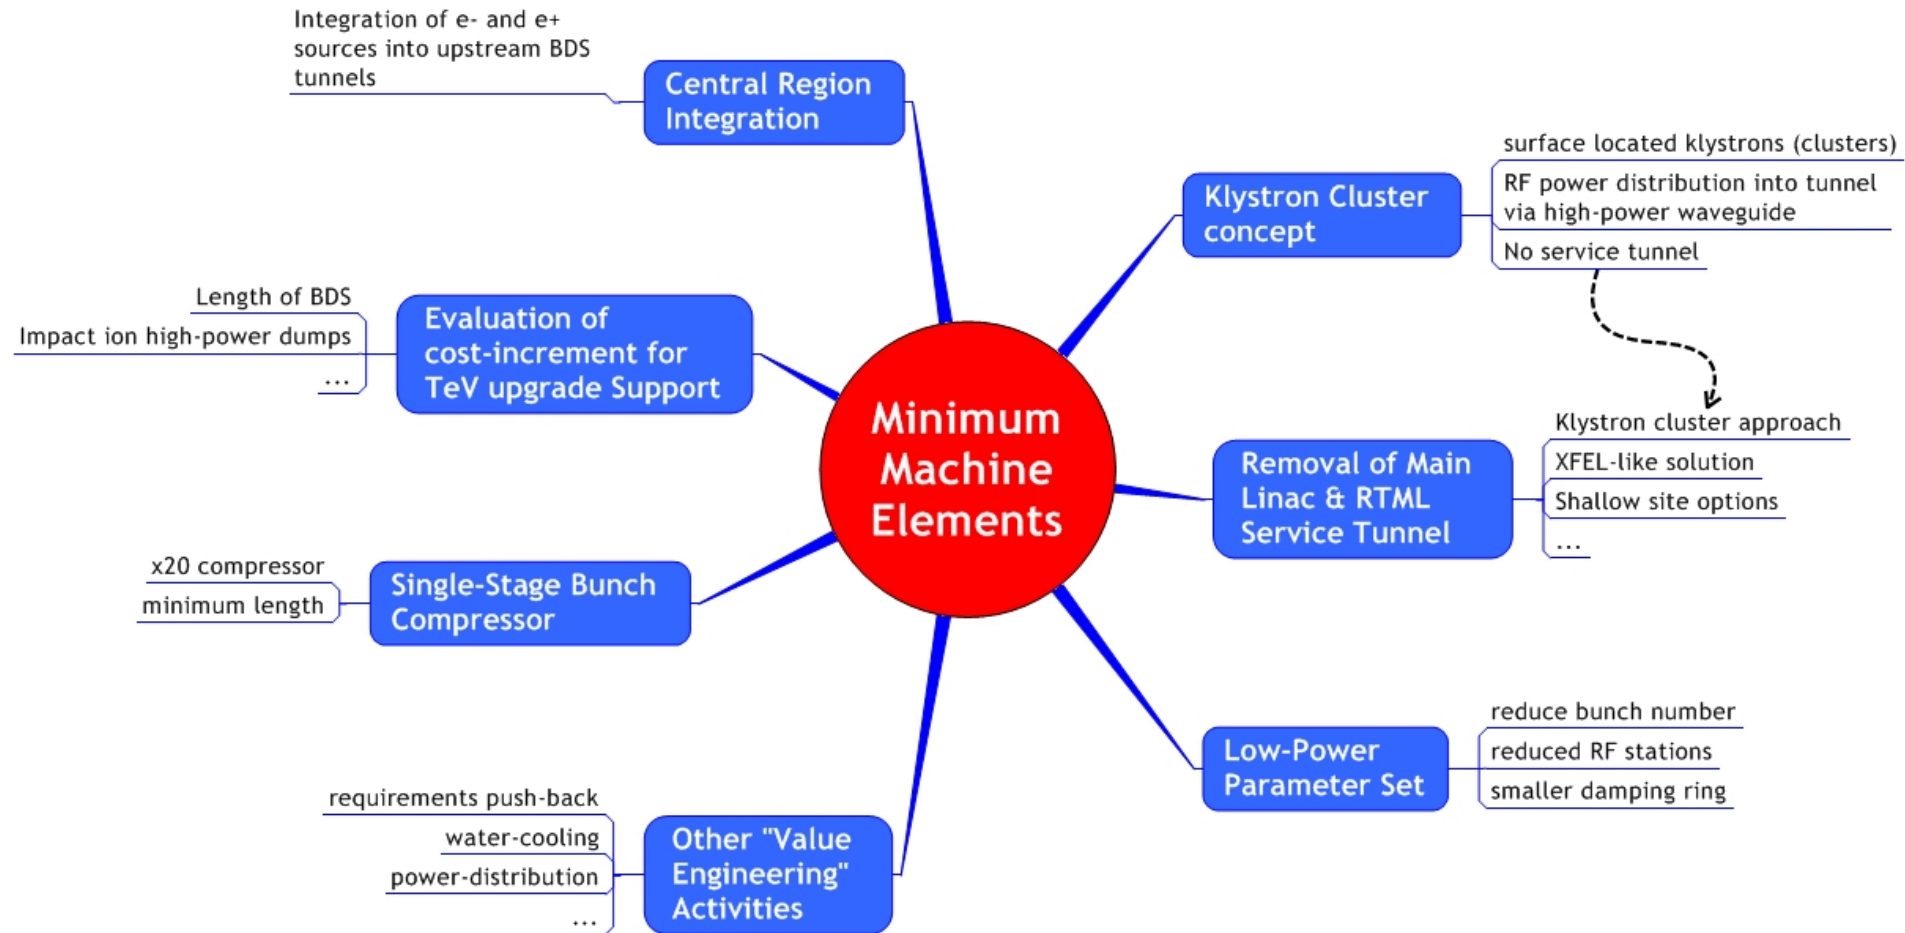 Integration of e- and e+
sources into upstream BDS
tunnels
Central Region
Integration
Klystron Cluster
concept
surface located klystrons (clusters)
RF power distribution into tunnel
via high-power waveguide
No service tunnel
Length of BDS
Impact ion high-power dumps
...
Evaluation of
cost-increment for
TeV upgrade Support
Minimum
Machine
Elements
Removal of Main
Linac & RTML
Service Tunnel
Klystron cluster approach
XFEL-like solution
Shallow site options
...
x20 compressor
minimum length
Single-Stage Bunch
Compressor
Low-Power
Parameter Set
reduce bunch number
reduced RF stations
smaller damping ring
requirements push-back
water-cooling
power-distribution
...
Other "Value
Engineering"
Activities